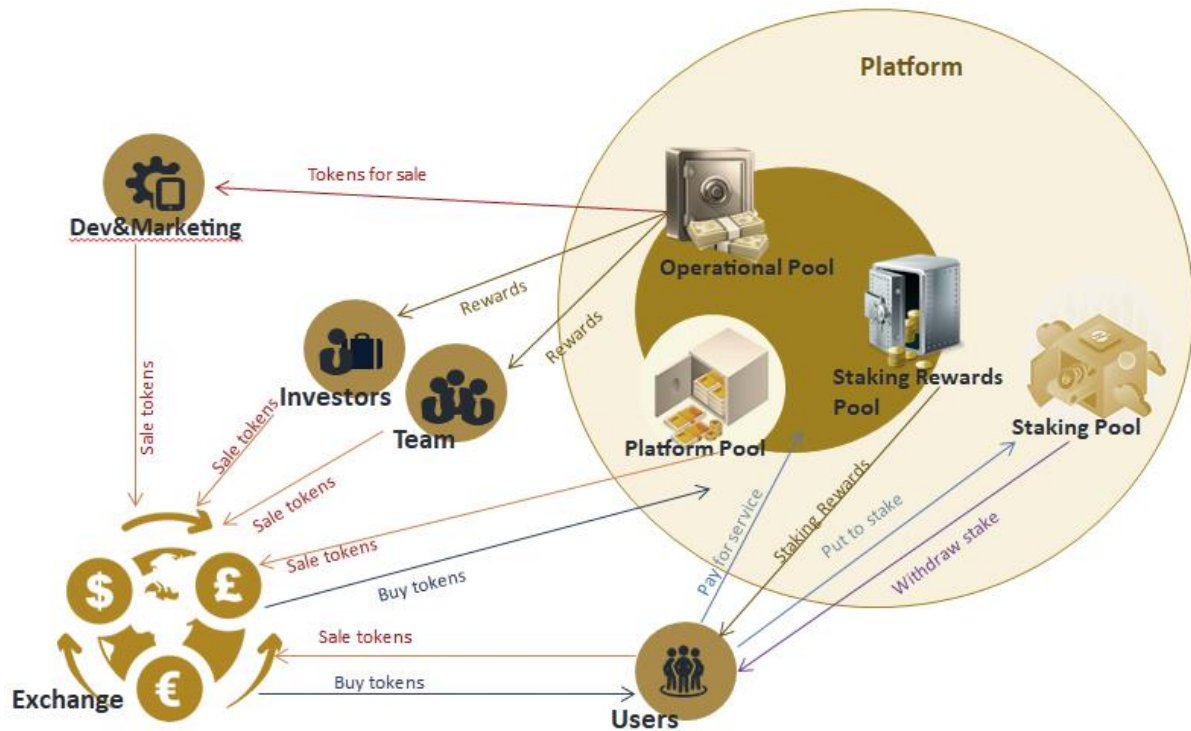 Platform
Tokens for sale
Dev&Marketing
Operational Pool
Rewards
Rewards
Sale tokens
Investors
Team
Staking Rewards
Pool
Staking Pool
Platform Pool
Sale tokens
Sale tokens
Sale tokens
Buy tokens
Pay for service
Staking Rewards
Put to stake
Withdraw stake
$
£
€
Exchange
Sale tokens
Buy tokens
Users